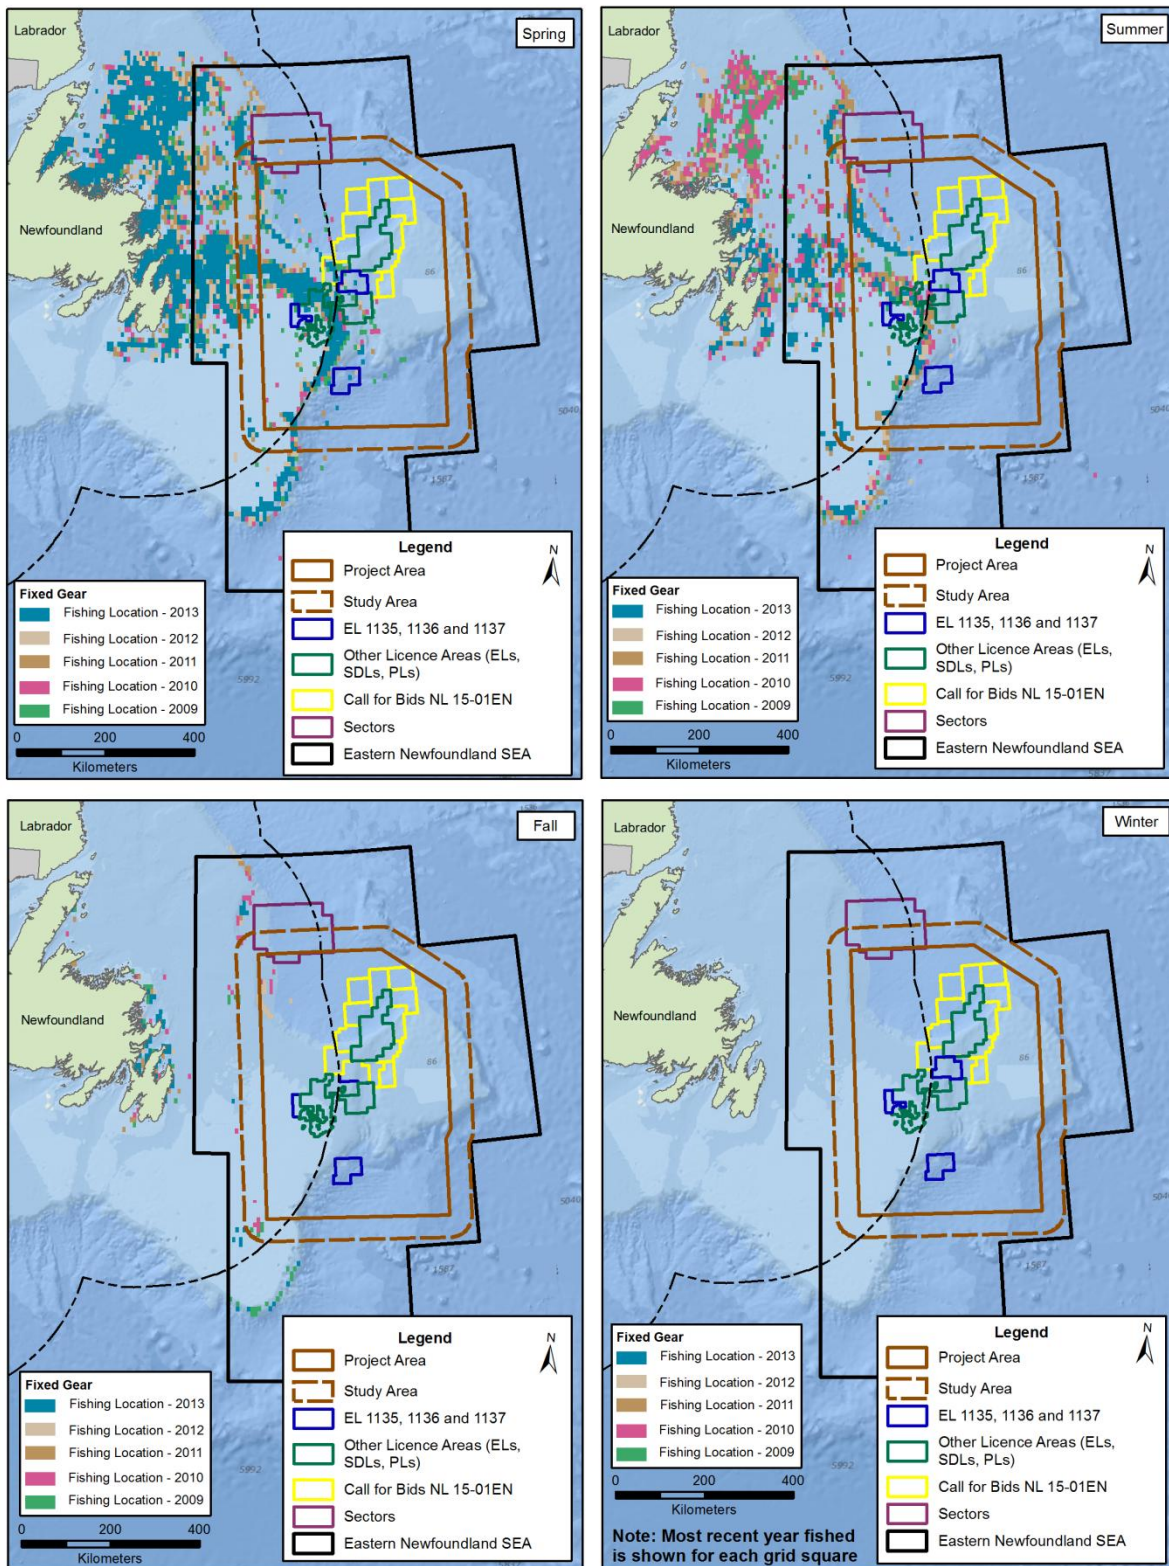 Labrador
Spring
Newfoundland
86
5040
1587
5992
Fixed Gear
Fishing Location - 2013
Fishing Location - 2012
Fishing Location - 2011
Fishing Location - 2010
Fishing Location - 2009
0 200 400
Kilometers
Legend
N
Project Area
Study Area
EL 1135, 1136 and 1137
Other Licence Areas (ELs,
SDLs, PLs)
Call for Bids NL 15-01EN
Sectors
Eastern Newfoundland SEA
Labrador
Summer
Newfoundland
86
5040
1587
5992
Fixed Gear
Fishing Location - 2013
Fishing Location - 2012
Fishing Location - 2011
Fishing Location - 2010
Fishing Location - 2009
0 200 400
Kilometers
Legend
N
Project Area
Study Area
EL 1135, 1136 and 1137
Other Licence Areas (ELs,
SDLs, PLs)
Call for Bids NL 15-01EN
Sectors
Eastern Newfoundland SEA
Labrador
Fall
Newfoundland
86
5040
1587
5992
Fixed Gear
Fishing Location - 2013
Fishing Location - 2012
Fishing Location - 2011
Fishing Location - 2010
Fishing Location - 2009
0 200 400
Kilometers
Legend
N
Project Area
Study Area
EL 1135, 1136 and 1137
Other Licence Areas (ELs,
SDLs, PLs)
Call for Bids NL 15-01EN
Sectors
Eastern Newfoundland SEA
Labrador
Winter
Newfoundland
86
5040
1587
5992
Fixed Gear
Fishing Location - 2013
Fishing Location - 2012
Fishing Location - 2011
Fishing Location - 2010
Fishing Location - 2009
0 200 400
Kilometers
Note: Most recent year fished
is shown for each grid square
Legend
N
Project Area
Study Area
EL 1135, 1136 and 1137
Other Licence Areas (ELs,
SDLs, PLs)
Call for Bids NL 15-01EN
Sectors
Eastern Newfoundland SEA